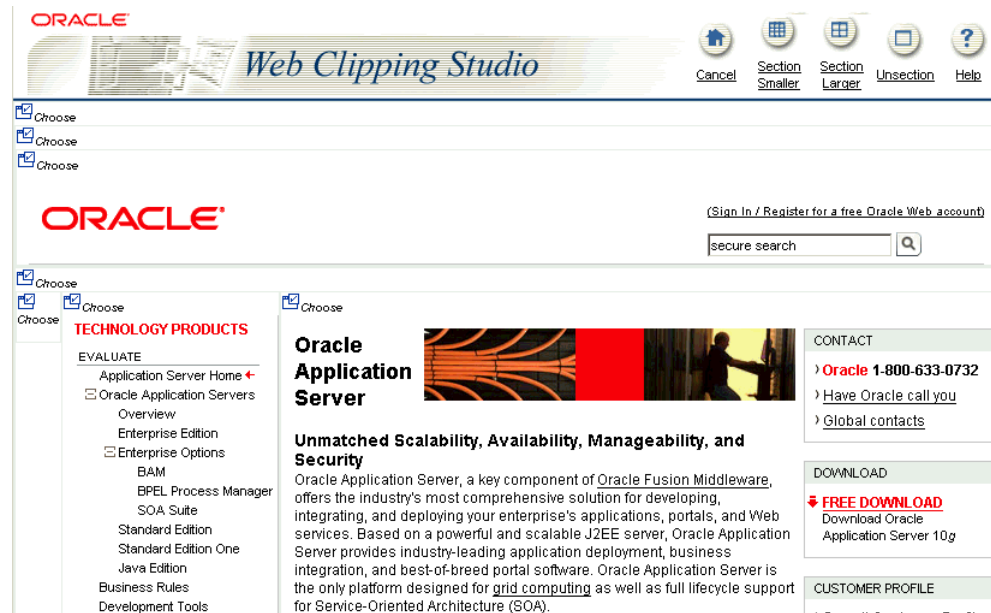 ORACLE
Web Clipping Studio
Cancel
Section Smaller
Section Larger
Unsection
Help
Choose
Choose
Choose
ORACLE
(Sign In / Register for a free Oracle Web account)
secure search
Choose
Choose
Choose
Choose
TECHNOLOGY PRODUCTS
EVALUATE
Application Server Home
Oracle Application Servers
Overview
Enterprise Edition
Enterprise Options
BAM
BPEL Process Manager
SOA Suite
Standard Edition
Standard Edition One
Java Edition
Business Rules
Development Tools
Oracle
Application
Server
Unmatched Scalability, Availability, Manageability, and
Security
Oracle Application Server, a key component of Oracle Fusion Middleware,
offers the industry's most comprehensive solution for developing,
integrating, and deploying your enterprise's applications, portals, and Web
services. Based on a powerful and scalable J2EE server, Oracle Application
Server provides industry-leading application deployment, business
integration, and best-of-breed portal software. Oracle Application Server is
the only platform designed for grid computing as well as full lifecycle support
for Service-Oriented Architecture (SOA).
CONTACT
Oracle 1-800-633-0732
Have Oracle call you
Global contacts
DOWNLOAD
FREE DOWNLOAD
Download Oracle
Application Server 10g
CUSTOMER PROFILE